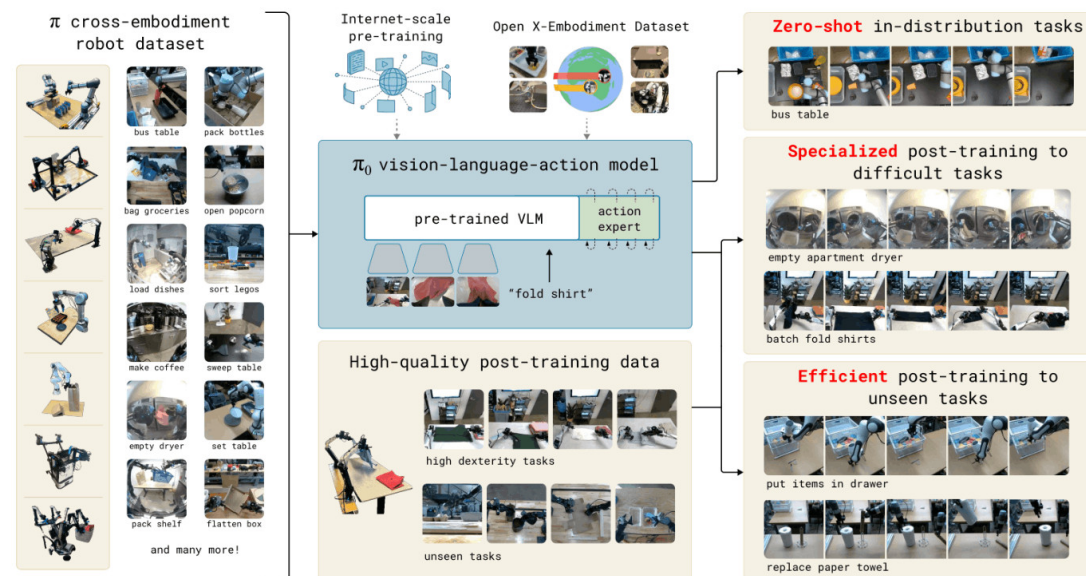 π cross-embodiment
robot dataset
bus table
pack bottles
bag groceries
open popcorn
load dishes
sort legos
make coffee
sweep table
empty dryer
set table
pack shelf
flatten box
and many more!
Internet-scale
pre-training
Open X-Embodiment Dataset
π₀ vision-language-action model
pre-trained VLM
action
expert
"fold shirt"
High-quality post-training data
high dexterity tasks
unseen tasks
Zero-shot in-distribution tasks
bus table
Specialized post-training to
difficult tasks
empty apartment dryer
batch fold shirts
Efficient post-training to
unseen tasks
put items in drawer
replace paper towel